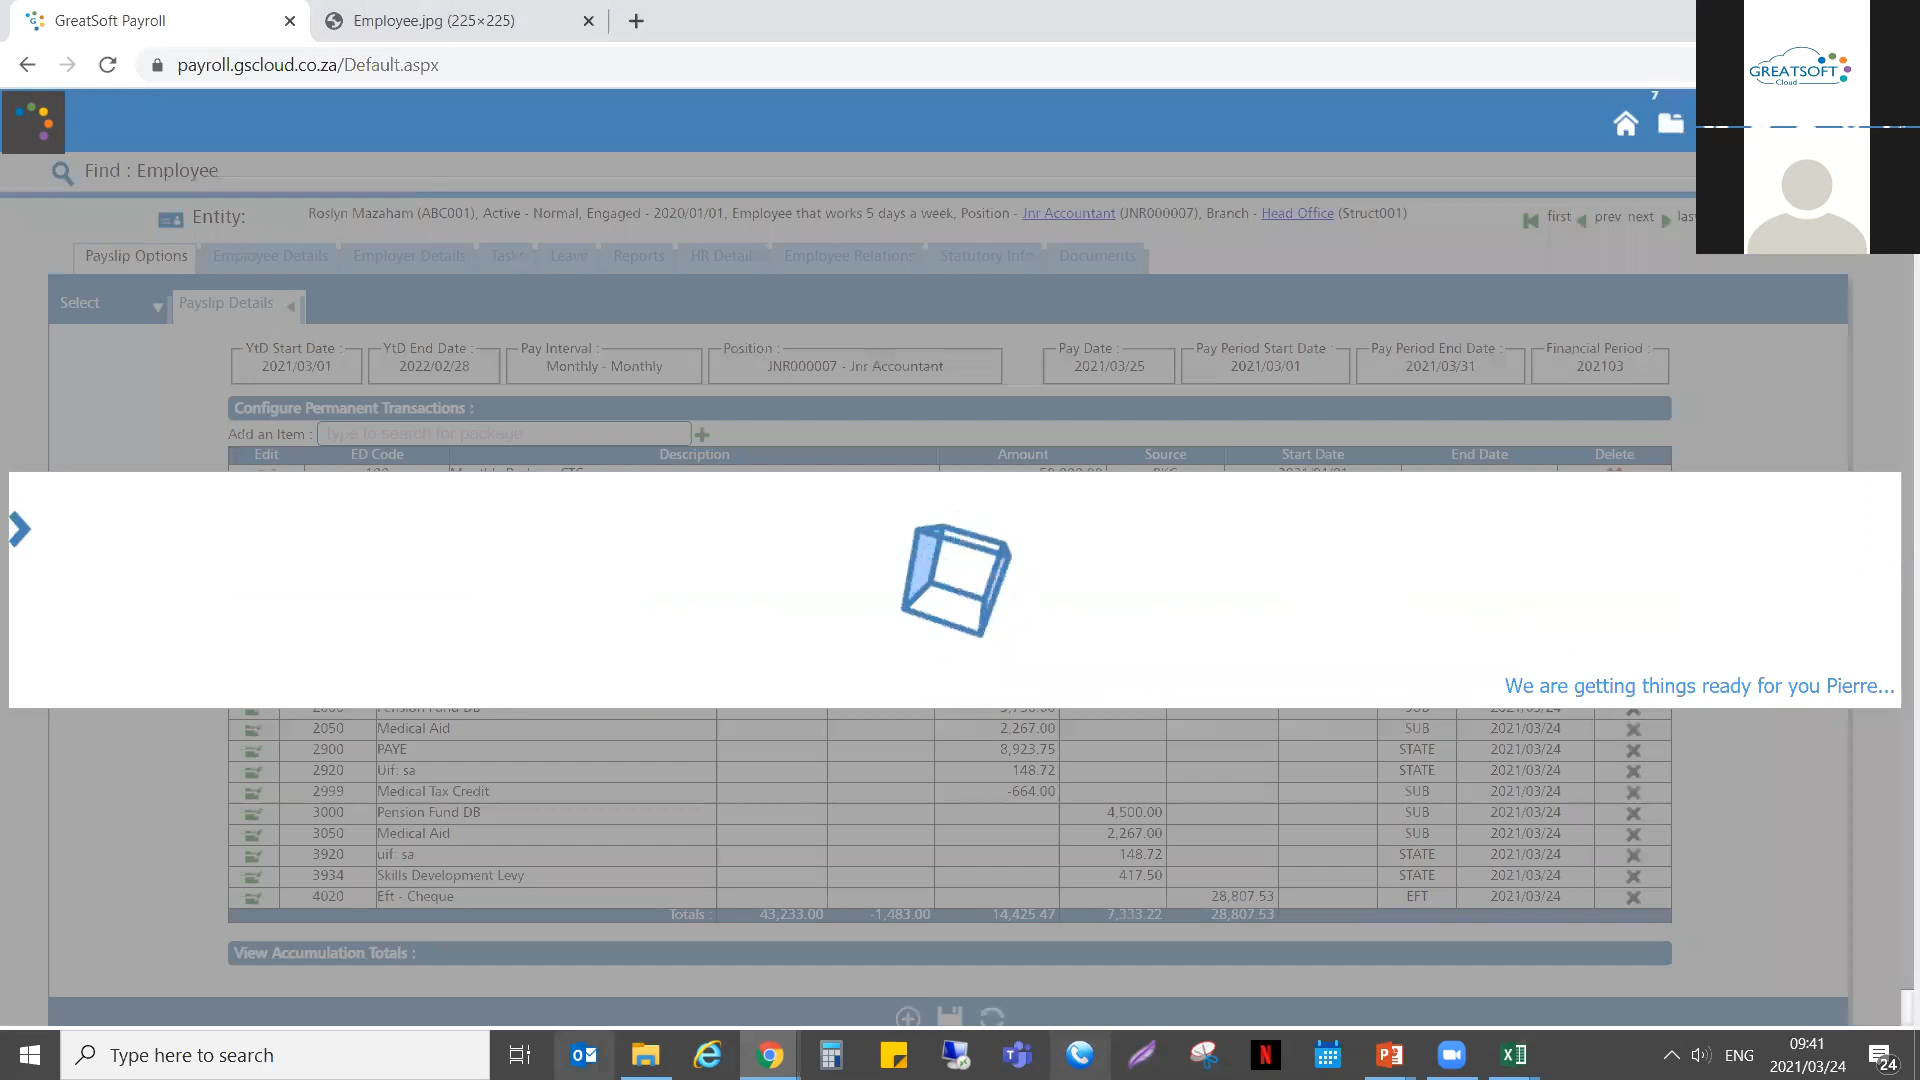 GreatSoft Payroll
Employee.jpg (225×225)
payroll.gscloud.co.za/Default.aspx
GREATSOFT
Cloud
7
Find : Employee
Entity:
Roslyn Mazaham (ABC001), Active - Normal, Engaged - 2020/01/01, Employee that works 5 days a week, Position - Jnr Accountant (JNR000007), Branch - Head Office (Struct001)
first prev next last
Payslip Options Employee Details Employer Details Tasks Leave Reports HR Details Employee Relations Statutory Info. Documents
Select Payslip Details
YtD Start Date : YtD End Date : Pay Interval : Position : Pay Date : Pay Period Start Date : Pay Period End Date : Financial Period :
2021/03/01 2022/02/28 Monthly - Monthly JNR000007 - Jnr Accountant 2021/03/25 2021/03/01 2021/03/31 202103
Configure Permanent Transactions :
Add an Item : Type to search for package
Edit ED Code Description Amount Source Start Date End Date Delete
We are getting things ready for you Pierre...
Pension Fund DB
2050 Medical Aid 2,267.00 SUB 2021/03/24
2900 PAYE 8,923.75 STATE 2021/03/24
2920 Uif: sa 148.72 STATE 2021/03/24
2999 Medical Tax Credit -664.00 SUB 2021/03/24
3000 Pension Fund DB 4,500.00 SUB 2021/03/24
3050 Medical Aid 2,267.00 SUB 2021/03/24
3920 uif: sa 148.72 STATE 2021/03/24
3934 Skills Development Levy 417.50 STATE 2021/03/24
4020 Eft - Cheque 28,807.53 EFT 2021/03/24
Totals : 43,233.00 -1,483.00 14,425.47 7,333.22 28,807.53
View Accumulation Totals :
Type here to search
ENG
09:41
2021/03/24
24